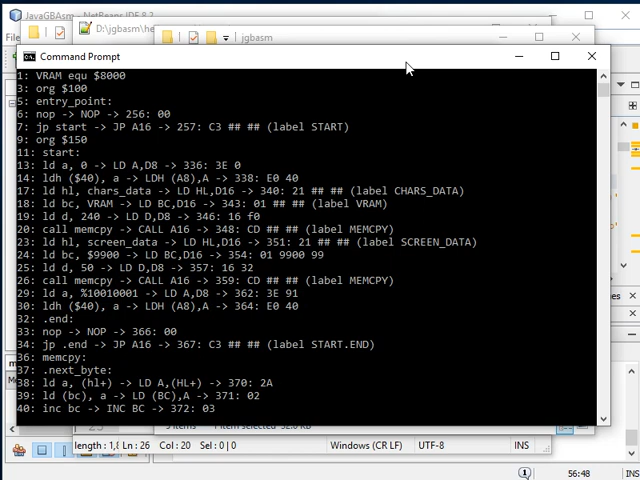 JavaGBAsm - NetBeans IDE 8.2
Fi
D:\jgbasm\he
jgbasm
Command Prompt
1: VRAM equ $8000
3: org $100
5: entry_point:
6: nop -> NOP -> 256: 00
7: jp start -> JP A16 -> 257: C3 ## ## (label START)
9: org $150
11: start:
13: ld a, 0 -> LD A,D8 -> 336: 3E 0
14: ldh ($40), a -> LDH (A8),A -> 338: E0 40
17: ld hl, chars_data -> LD HL,D16 -> 340: 21 ## ## (label CHARS_DATA)
18: ld bc, VRAM -> LD BC,D16 -> 343: 01 ## ## (label VRAM)
19: ld d, 240 -> LD D,D8 -> 346: 16 f0
20: call memcpy -> CALL A16 -> 348: CD ## ## (label MEMCPY)
23: ld hl, screen_data -> LD HL,D16 -> 351: 21 ## ## (label SCREEN_DATA)
24: ld bc, $9900 -> LD BC,D16 -> 354: 01 9900 99
25: ld d, 50 -> LD D,D8 -> 357: 16 32
26: call memcpy -> CALL A16 -> 359: CD ## ## (label MEMCPY)
29: ld a, %10010001 -> LD A,D8 -> 362: 3E 91
30: ldh ($40), a -> LDH (A8),A -> 364: E0 40
32: .end:
33: nop -> NOP -> 366: 00
34: jp .end -> JP A16 -> 367: C3 ## ## (label START.END)
36: memcpy:
37: .next_byte:
38: ld a, (hl+) -> LD A,(HL+) -> 370: 2A
39: ld (bc), a -> LD (BC),A -> 371: 02
40: inc bc -> INC BC -> 372: 03
length : 1,8 Ln : 26 Col : 20 Sel : 0 | 0 Windows (CR LF) UTF-8 INS
56:48 INS